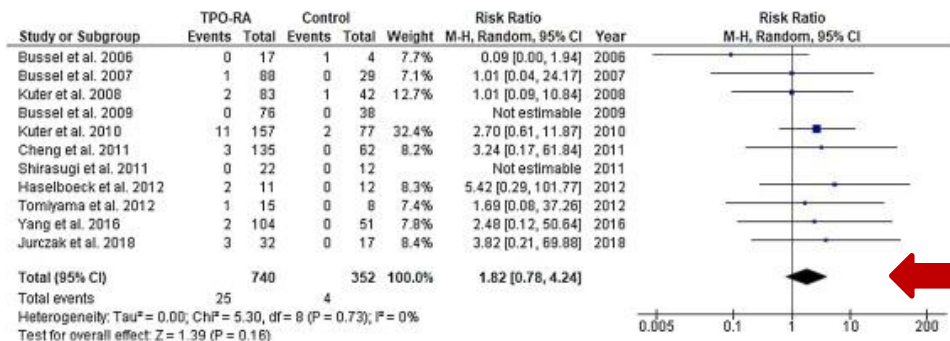 TPO-RA Control Risk Ratio Risk Ratio
Study or Subgroup Events Total Events Total Weight M-H, Random, 95% CI Year M-H, Random, 95% CI
Bussel et al. 2006 0 17 1 4 7.7% 0.09 [0.00, 1.94] 2006
Bussel et al. 2007 1 88 0 29 7.1% 1.01 [0.04, 24.17] 2007
Kuter et al. 2008 2 83 1 42 12.7% 1.01 [0.09, 10.84] 2008
Bussel et al. 2009 0 76 0 38 Not estimable 2009
Kuter et al. 2010 11 157 2 77 32.4% 2.70 [0.61, 11.87] 2010
Cheng et al. 2011 3 135 0 62 8.2% 3.24 [0.17, 61.84] 2011
Shirasugi et al. 2011 0 22 0 12 Not estimable 2011
Haselboeck et al. 2012 2 11 0 12 8.3% 5.42 [0.29, 101.77] 2012
Tomiyama et al. 2012 1 15 0 8 7.4% 1.69 [0.08, 37.26] 2012
Yang et al. 2016 2 104 0 51 7.8% 2.48 [0.12, 50.64] 2016
Jurczak et al. 2018 3 32 0 17 8.4% 3.82 [0.21, 69.88] 2018
Total (95% CI) 740 352 100.0% 1.82 [0.78, 4.24]
Total events 25 4
Heterogeneity: Tau² = 0.00; Chi² = 5.30, df = 8 (P = 0.73); I² = 0%
Test for overall effect: Z = 1.39 (P = 0.16)
0.005 0.1 1 10 200